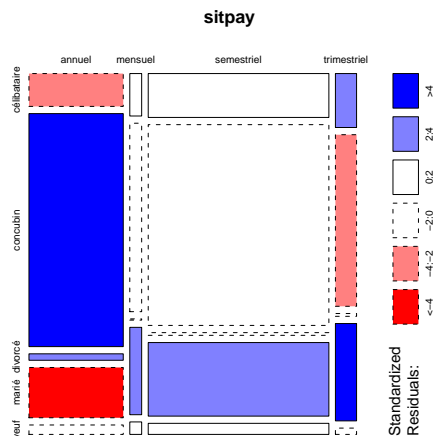 sitpay
annuel mensuel semestriel trimestriel
célibataire
concubin
divorcé
marié
euf
Standardized
Residuals:
<−4
−4:−2
−2:0
0:2
2:4
>4